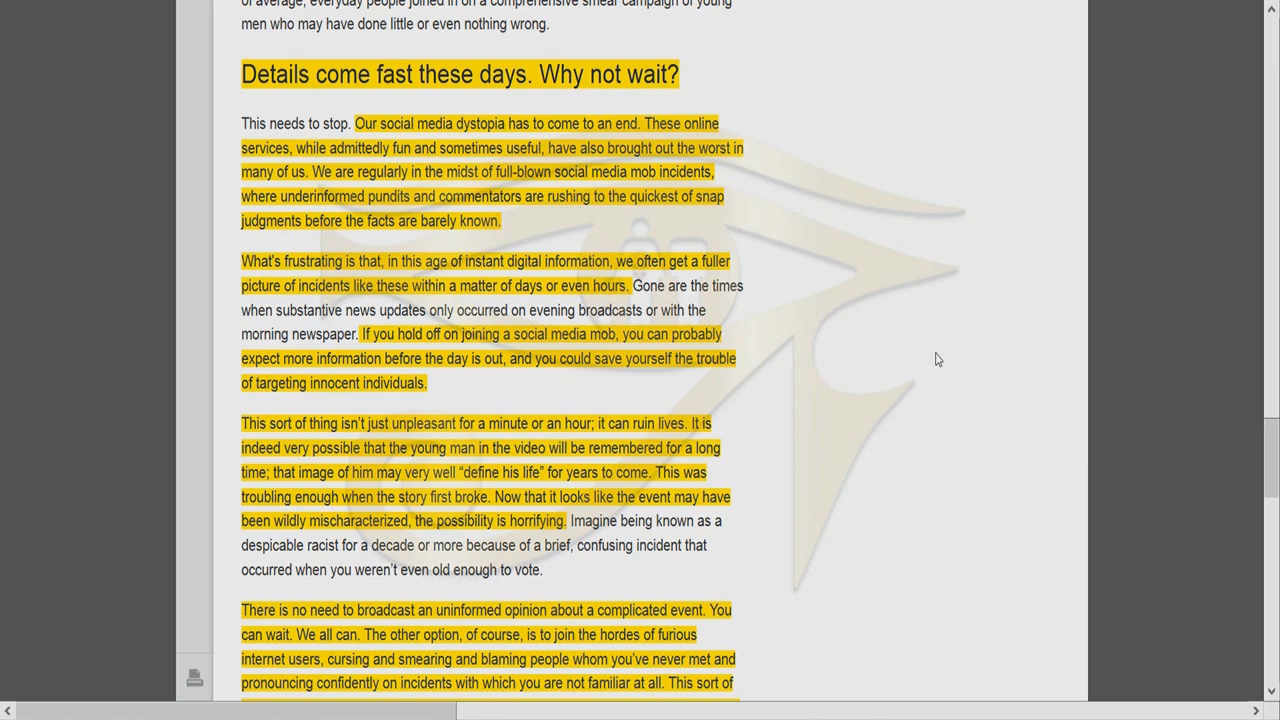 of average, everyday people joined in on a comprehensive smear campaign of young
men who may have done little or even nothing wrong.
Details come fast these days. Why not wait?
This needs to stop. Our social media dystopia has to come to an end. These online
services, while admittedly fun and sometimes useful, have also brought out the worst in
many of us. We are regularly in the midst of full-blown social media mob incidents,
where underinformed pundits and commentators are rushing to the quickest of snap
judgments before the facts are barely known.
What's frustrating is that, in this age of instant digital information, we often get a fuller
picture of incidents like these within a matter of days or even hours. Gone are the times
when substantive news updates only occurred on evening broadcasts or with the
morning newspaper. If you hold off on joining a social media mob, you can probably
expect more information before the day is out, and you could save yourself the trouble
of targeting innocent individuals.
This sort of thing isn't just unpleasant for a minute or an hour; it can ruin lives. It is
indeed very possible that the young man in the video will be remembered for a long
time; that image of him may very well “define his life” for years to come. This was
troubling enough when the story first broke. Now that it looks like the event may have
been wildly mischaracterized, the possibility is horrifying. Imagine being known as a
despicable racist for a decade or more because of a brief, confusing incident that
occurred when you weren't even old enough to vote.
There is no need to broadcast an uninformed opinion about a complicated event. You
can wait. We all can. The other option, of course, is to join the hordes of furious
internet users, cursing and smearing and blaming people whom you've never met and
pronouncing confidently on incidents with which you are not familiar at all. This sort of